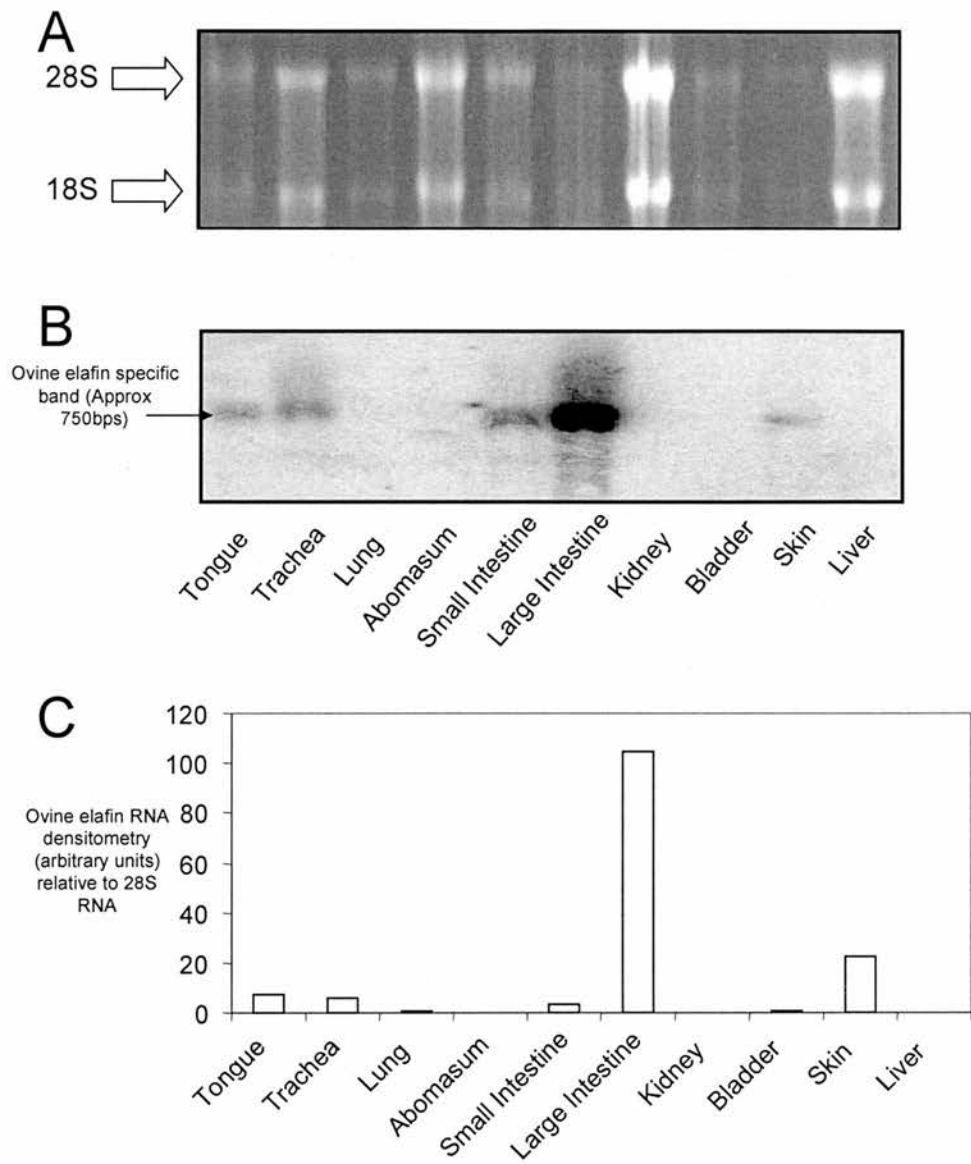 A
28S
18S
B
Ovine elafin specific
band (Approx
750bps)
Tongue
Trachea
Lung
Abomasum
Small Intestine
Large Intestine
Kidney
Bladder
Skin
Liver
C
120
100
80
60
40
20
0
Ovine elafin RNA
densitometry
(arbitrary units)
relative to 28S
RNA
Tongue
Trachea
Lung
Abomasum
Small Intestine
Large Intestine
Kidney
Bladder
Skin
Liver